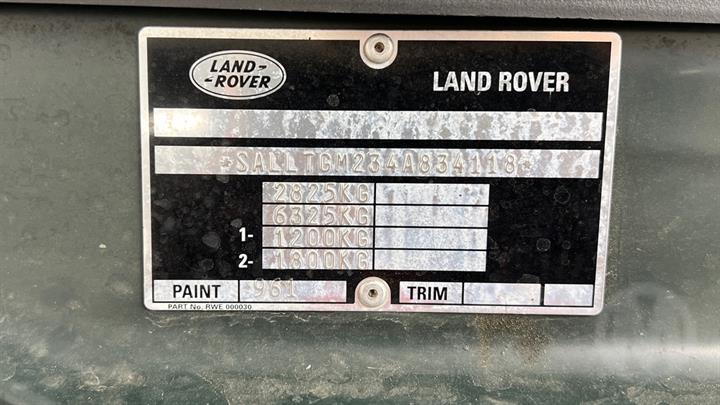 LAND-
-ROVER
LAND ROVER
*SALLTGM234A834118*
2825KG
6325KG
1- 1200KG
2- 1800KG
PAINT 961 TRIM
PART No. RWE 000030